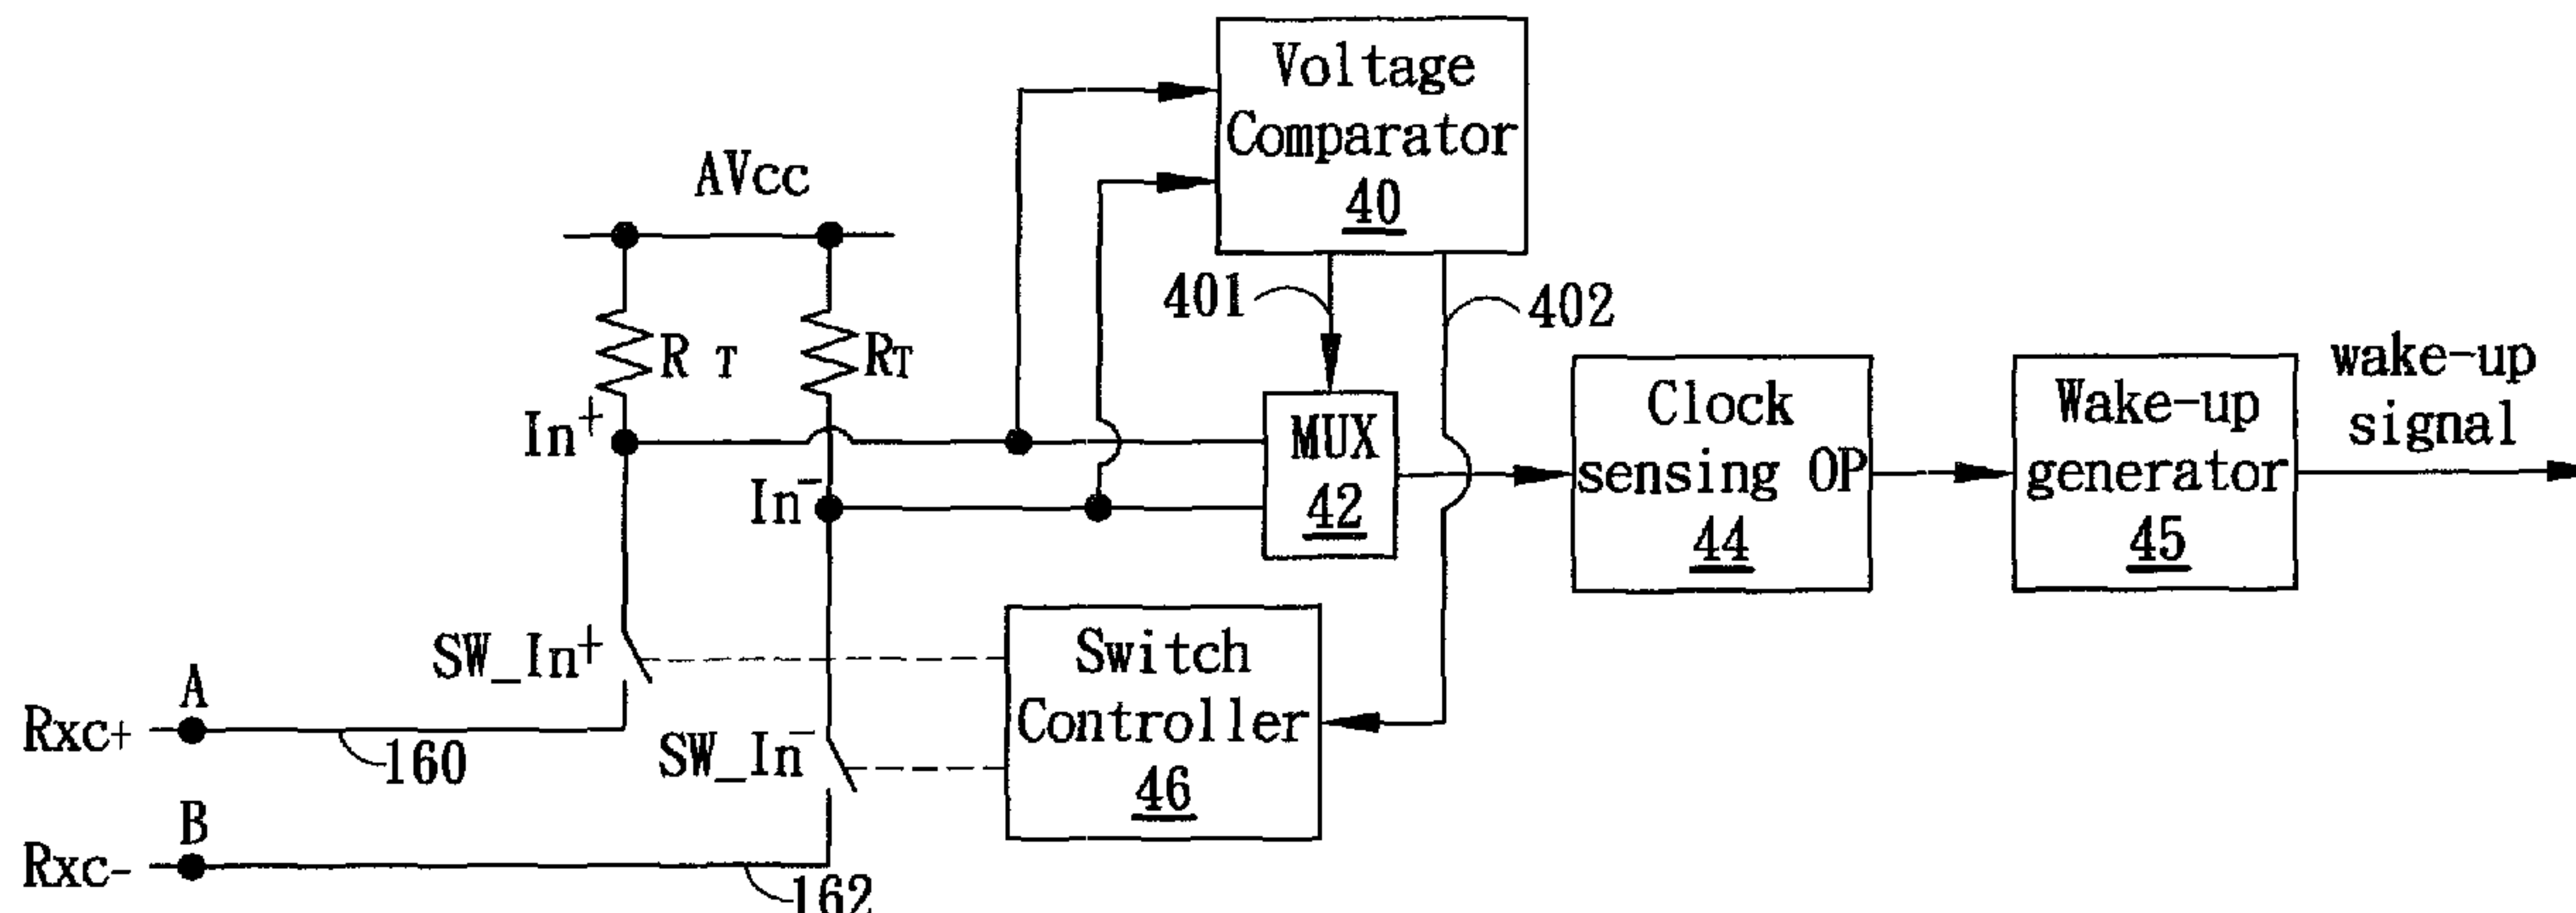 Voltage
Comparator
40
AVcc
401
402
R T
RT
In+
In-
MUX
42
Clock
sensing OP
44
Wake-up
generator
45
wake-up
signal
SW_In+
SW_In-
Switch
Controller
46
A
Rxc+
160
B
Rxc-
162